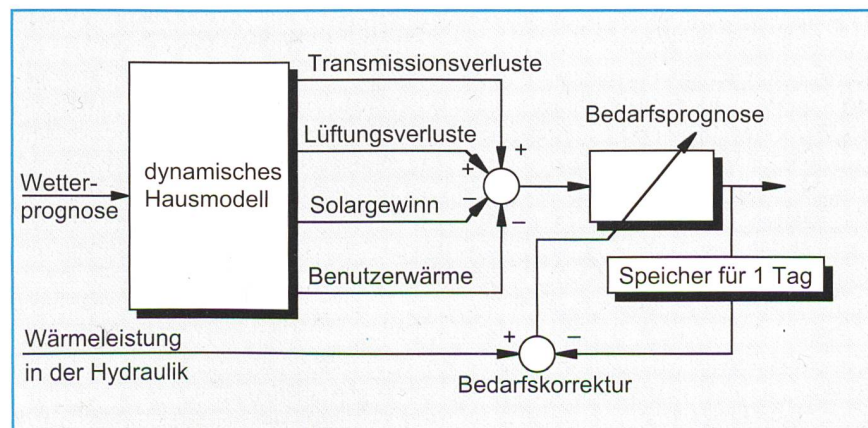 Transmissionsverluste
Lüftungsverluste
Bedarfsprognose
dynamisches
Hausmodell
Wetter-
prognose
Solargewinn
Benutzerwärme
Speicher für 1 Tag
Wärmeleistung
in der Hydraulik
Bedarfskorrektur
+
+
–
–
+
–